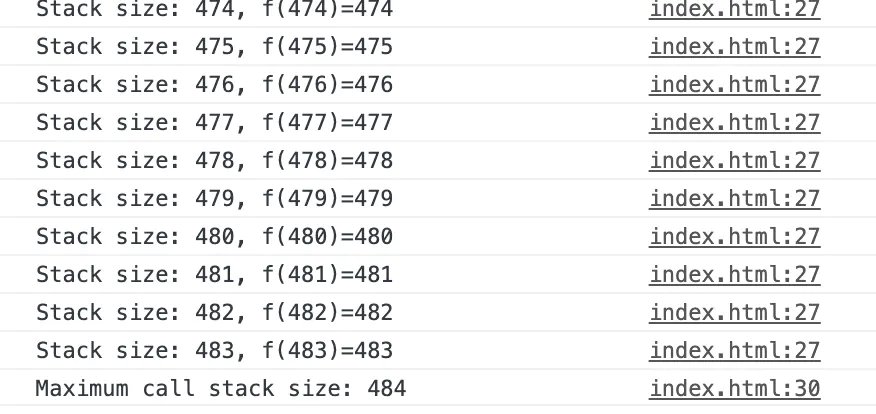 Stack size: 474, f(474)=474 index.html:27
Stack size: 475, f(475)=475 index.html:27
Stack size: 476, f(476)=476 index.html:27
Stack size: 477, f(477)=477 index.html:27
Stack size: 478, f(478)=478 index.html:27
Stack size: 479, f(479)=479 index.html:27
Stack size: 480, f(480)=480 index.html:27
Stack size: 481, f(481)=481 index.html:27
Stack size: 482, f(482)=482 index.html:27
Stack size: 483, f(483)=483 index.html:27
Maximum call stack size: 484 index.html:30